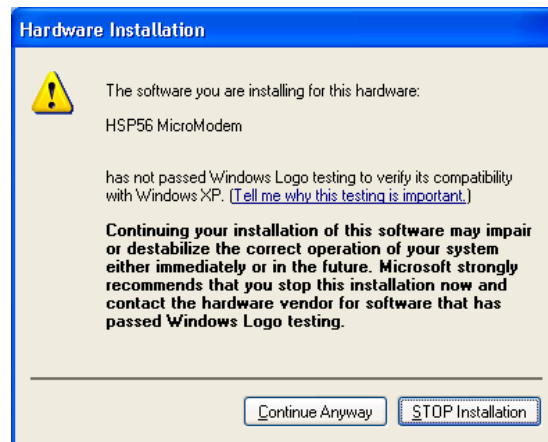 Hardware Installation
The software you are installing for this hardware:
HSP56 MicroModem
has not passed Windows Logo testing to verify its compatibility
with Windows XP. (Tell me why this testing is important.)
Continuing your installation of this software may impair
or destabilize the correct operation of your system
either immediately or in the future. Microsoft strongly
recommends that you stop this installation now and
contact the hardware vendor for software that has
passed Windows Logo testing.
Continue Anyway STOP Installation